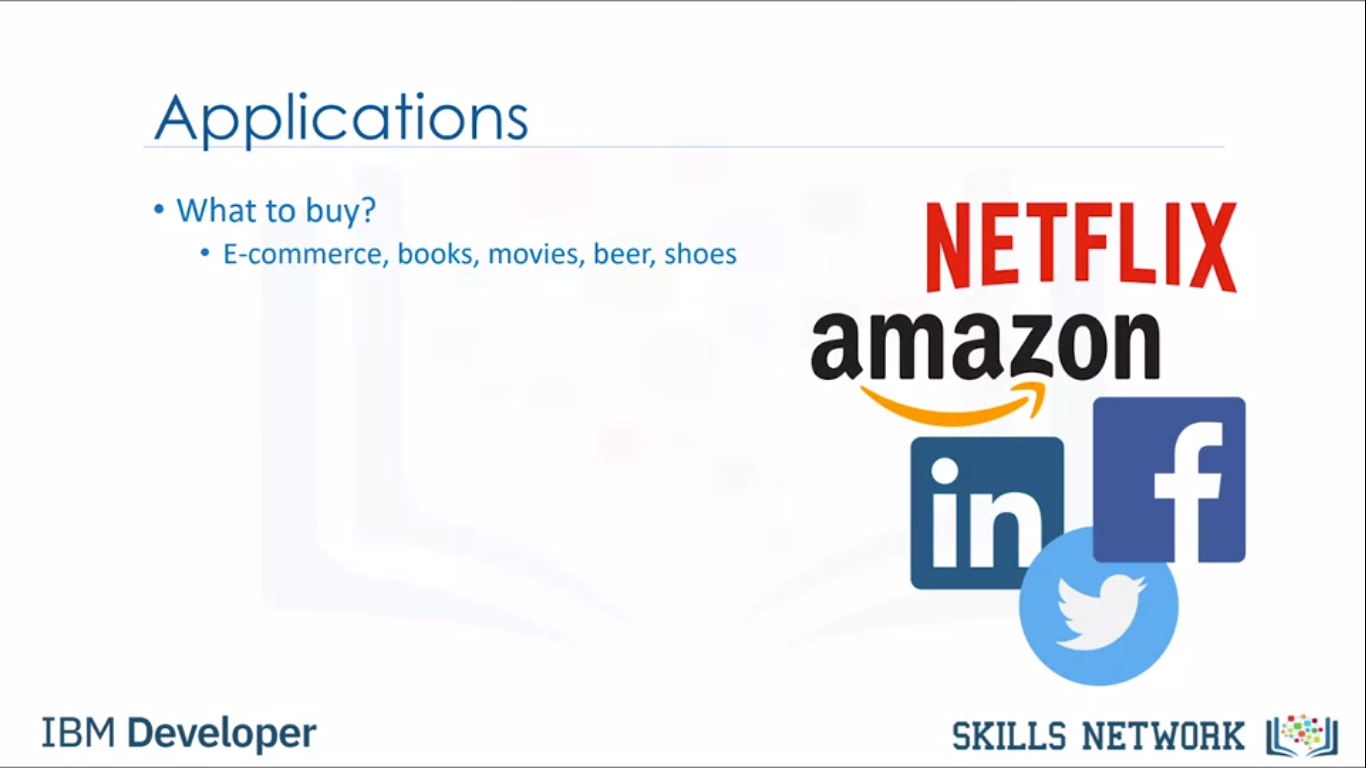 Applications
• What to buy?
• E-commerce, books, movies, beer, shoes
NETFLIX
amazon
in
f
IBM Developer
SKILLS NETWORK